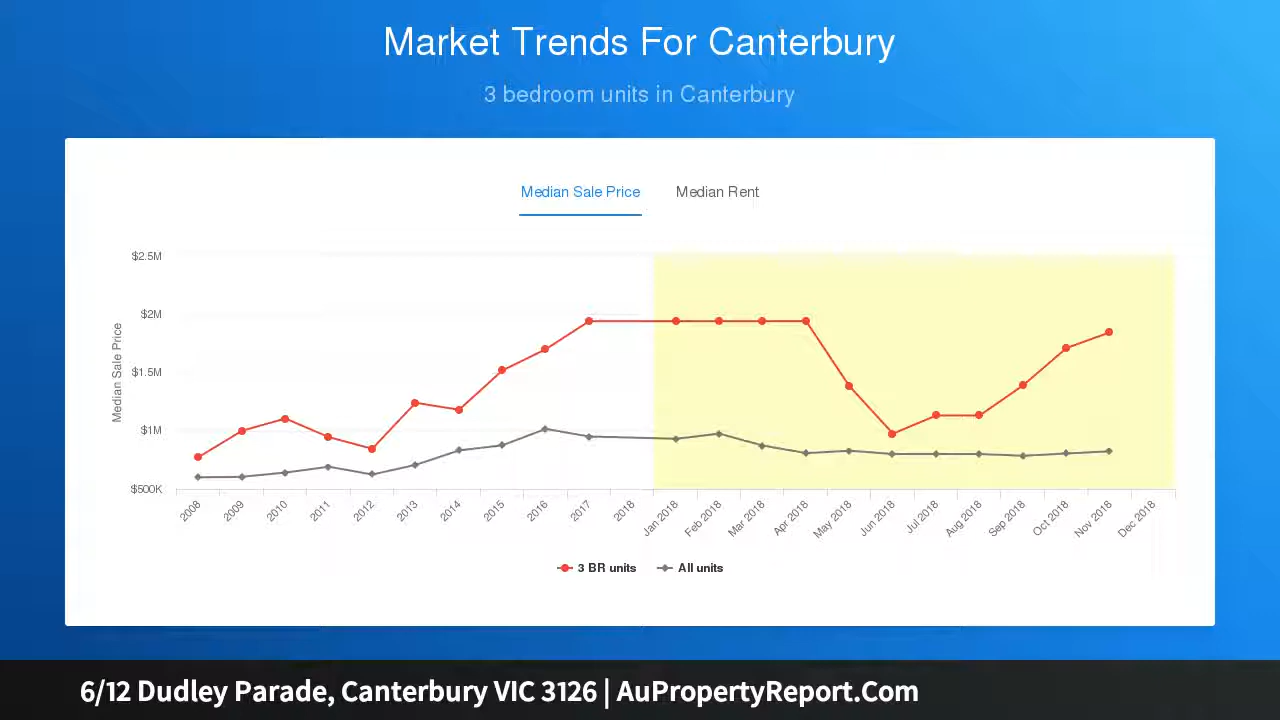 Market Trends For Canterbury
3 bedroom units in Canterbury
Median Sale Price Median Rent
$2.5M
$2M
$1.5M
$1M
$500K
Median Sale Price
2008 2009 2010 2011 2012 2013 2014 2015 2016 2017 2018 Jan 2018 Feb 2018 Mar 2018 Apr 2018 May 2018 Jun 2018 Jul 2018 Aug 2018 Sep 2018 Oct 2018 Nov 2018 Dec 2018
3 BR units All units
6/12 Dudley Parade, Canterbury VIC 3126 | AuPropertyReport.Com